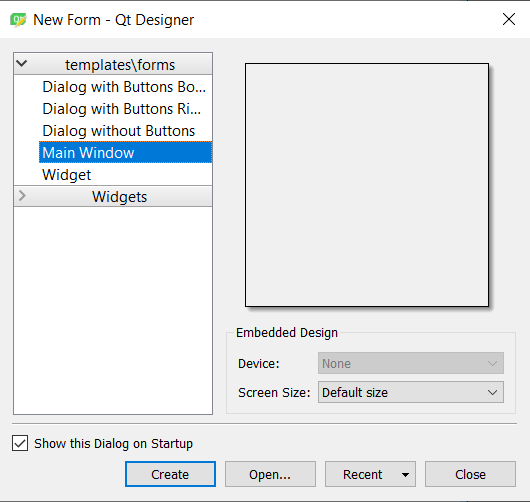 New Form - Qt Designer
templates\forms
Dialog with Buttons Bo...
Dialog with Buttons Ri...
Dialog without Buttons
Main Window
Widget
Widgets
Embedded Design
Device: None
Screen Size: Default size
Show this Dialog on Startup
Create Open... Recent Close